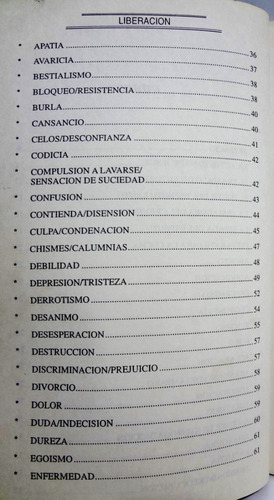 LIBERACION
• APATIA ........ 36
• AVARICIA ........ 37
• BESTIALISMO ........ 38
• BLOQUEO/RESISTENCIA ........ 38
• BURLA ........ 40
• CANSANCIO ........ 40
• CELOS/DESCONFIANZA ........ 41
• CODICIA ........ 42
• COMPULSION A LAVARSE/
SENSACION DE SUCIEDAD ........ 42
• CONFUSION ........ 43
• CONTIENDA/DISENSION ........ 44
• CULPA/CONDENACION ........ 45
• CHISMES/CALUMNIAS ........ 47
• DEBILIDAD ........ 48
• DEPRESION/TRISTEZA ........ 49
• DERROTISMO ........ 52
• DESANIMO ........ 54
• DESESPERACION ........ 55
• DESTRUCCION ........ 57
• DISCRIMINACION/PREJUICIO ........ 57
• DIVORCIO ........ 58
• DOLOR ........ 59
• DUDA/INDECISION ........ 59
• DUREZA ........ 60
• EGOISMO ........ 61
• ENFERMEDAD ........ 61